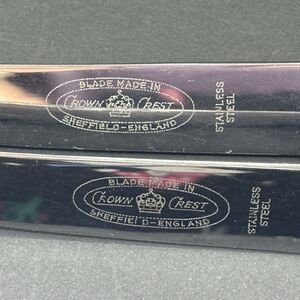 BLADE MADE IN
CROWN CREST
SHEFFIELD-ENGLAND
STAINLESS
STEEL
BLADE MADE IN
CROWN CREST
SHEFFIELD-ENGLAND
STAINLESS
STEEL